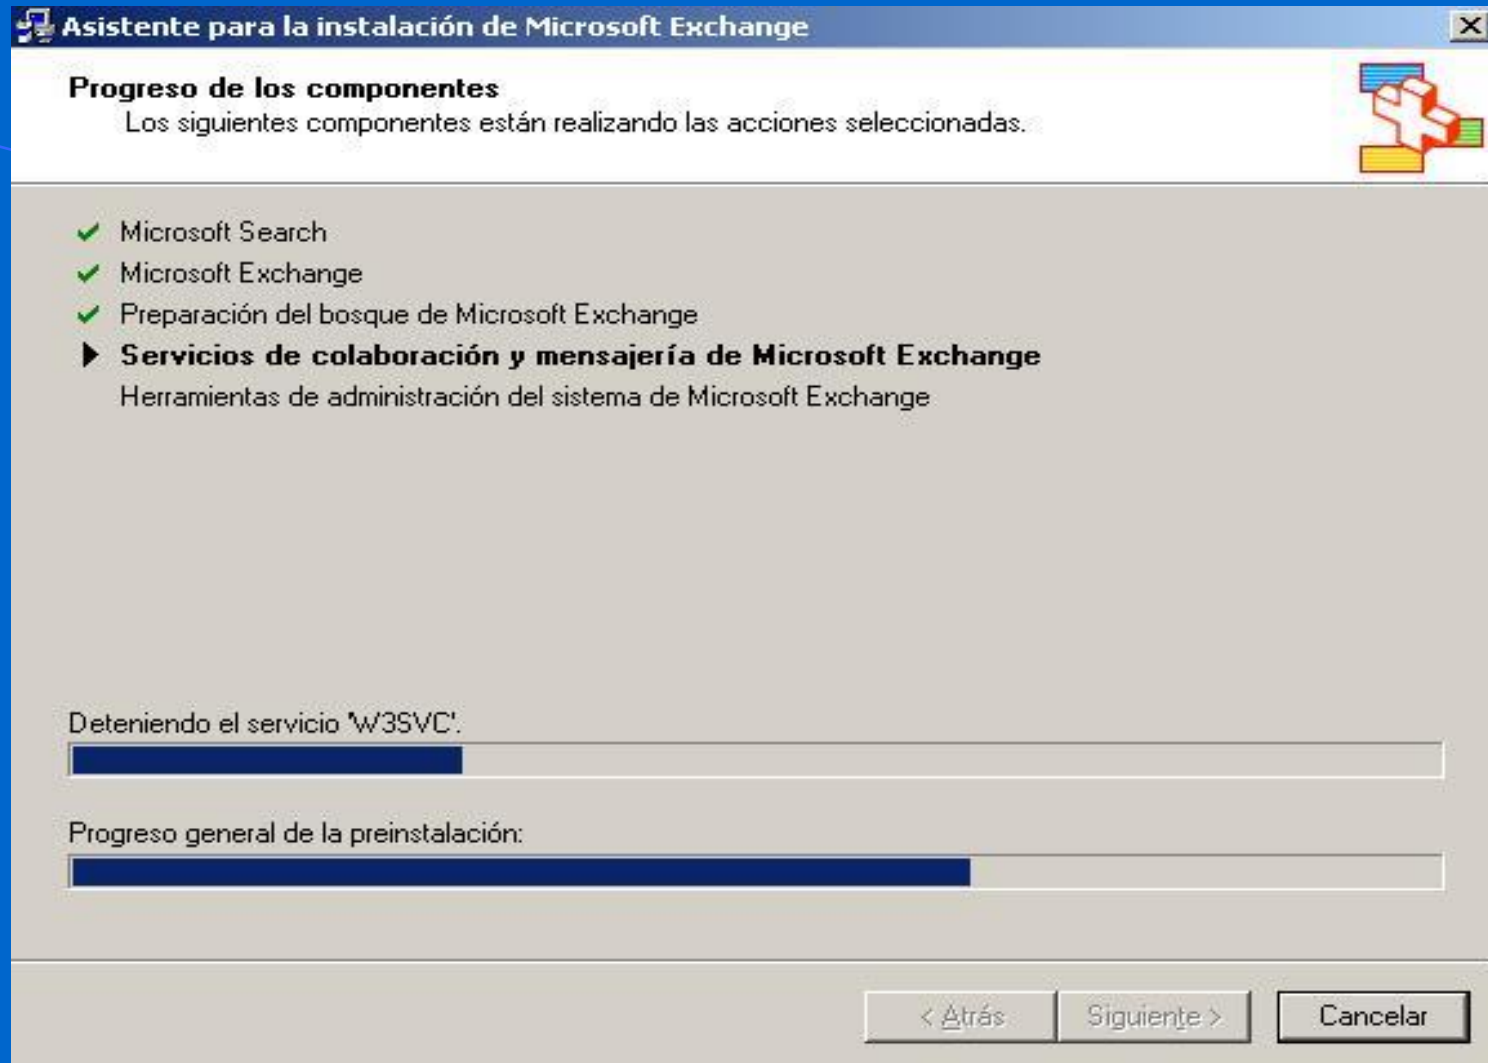 Asistente para la instalación de Microsoft Exchange
Progreso de los componentes
Los siguientes componentes están realizando las acciones seleccionadas.
Microsoft Search
Microsoft Exchange
Preparación del bosque de Microsoft Exchange
Servicios de colaboración y mensajería de Microsoft Exchange
Herramientas de administración del sistema de Microsoft Exchange
Deteniendo el servicio 'W3SVC'.
Progreso general de la preinstalación:
< Atrás Siguiente > Cancelar